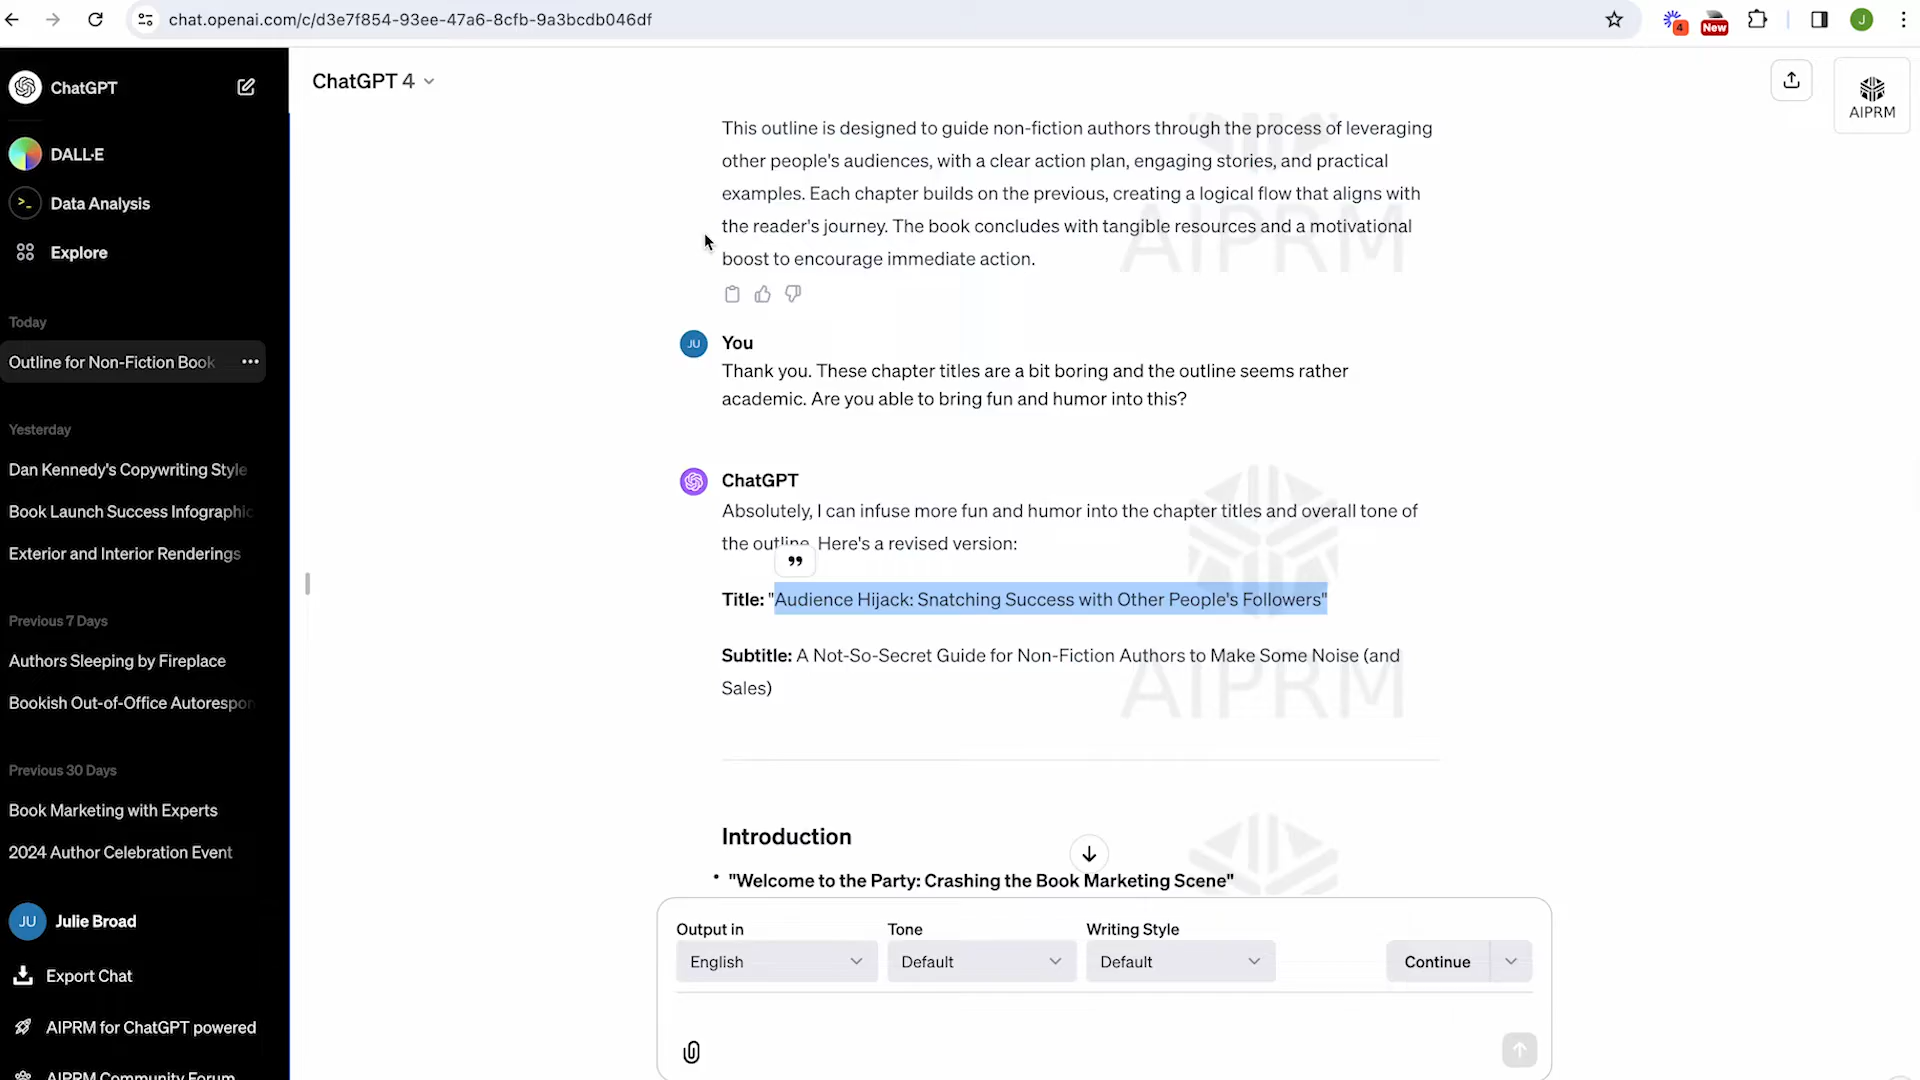 chat.openai.com/c/d3e7f854-93ee-47a6-8cfb-9a3bcdb046df
4
New
J
ChatGPT
DALL·E
Data Analysis
Explore
Today
Outline for Non-Fiction Book
Yesterday
Dan Kennedy's Copywriting Style
Book Launch Success Infographic
Exterior and Interior Renderings
Previous 7 Days
Authors Sleeping by Fireplace
Bookish Out-of-Office Autorespon
Previous 30 Days
Book Marketing with Experts
2024 Author Celebration Event
JU
Julie Broad
Export Chat
AIPRM for ChatGPT powered
AIPRM Community Forum
ChatGPT 4
AIPRM
This outline is designed to guide non-fiction authors through the process of leveraging
other people's audiences, with a clear action plan, engaging stories, and practical
examples. Each chapter builds on the previous, creating a logical flow that aligns with
the reader's journey. The book concludes with tangible resources and a motivational
boost to encourage immediate action.
AIPRM
JU
You
Thank you. These chapter titles are a bit boring and the outline seems rather
academic. Are you able to bring fun and humor into this?
ChatGPT
Absolutely, I can infuse more fun and humor into the chapter titles and overall tone of
the outline. Here's a revised version:
Title: "Audience Hijack: Snatching Success with Other People's Followers"
Subtitle: A Not-So-Secret Guide for Non-Fiction Authors to Make Some Noise (and
Sales)
AIPRM
Introduction
• "Welcome to the Party: Crashing the Book Marketing Scene"
Output in
Tone
Writing Style
English
Default
Default
Continue